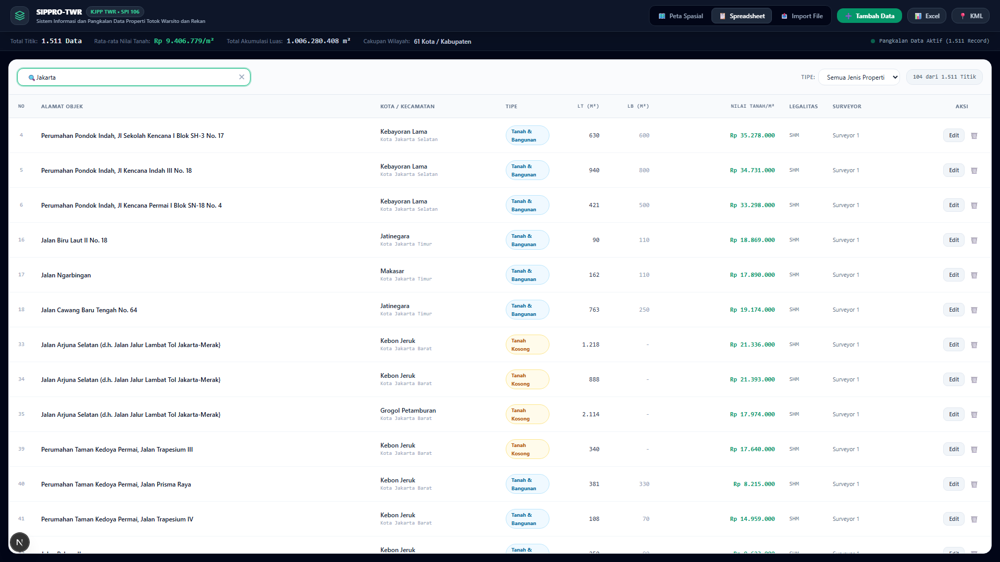 SIPPRO-TWR KJPP TWR • SPI 106
Sistem Informasi dan Pangkalan Data Properti Totok Warsito dan Rekan
Peta Spasial Spreadsheet Import File Tambah Data Excel KML
Total Titik: 1.511 Data Rata-rata Nilai Tanah: Rp 9.406.779/m² Total Akumulasi Luas: 1.006.280.408 m² Cakupan Wilayah: 61 Kota / Kabupaten Pangkalan Data Aktif (1.511 Record)
Jakarta TIPE: Semua Jenis Properti 104 dari 1.511 Titik
NO ALAMAT OBJEK KOTA / KECAMATAN TIPE LT (M²) LB (M²) NILAI TANAH/M² LEGALITAS SURVEYOR AKSI
4 Perumahan Pondok Indah, Jl Sekolah Kencana I Blok SH-3 No. 17 Kebayoran Lama Kota Jakarta Selatan Tanah & Bangunan 630 600 Rp 35.278.000 SHM Surveyor 1 Edit
5 Perumahan Pondok Indah, Jl Kencana Indah III No. 18 Kebayoran Lama Kota Jakarta Selatan Tanah & Bangunan 940 800 Rp 34.731.000 SHM Surveyor 1 Edit
6 Perumahan Pondok Indah, Jl Kencana Permai I Blok SN-18 No. 4 Kebayoran Lama Kota Jakarta Selatan Tanah & Bangunan 421 500 Rp 33.298.000 SHM Surveyor 1 Edit
16 Jalan Biru Laut II No. 18 Jatinegara Kota Jakarta Timur Tanah & Bangunan 90 110 Rp 18.869.000 SHM Surveyor 1 Edit
17 Jalan Ngarbingan Makasar Kota Jakarta Timur Tanah & Bangunan 162 110 Rp 17.890.000 SHM Surveyor 1 Edit
18 Jalan Cawang Baru Tengah No. 64 Jatinegara Kota Jakarta Timur Tanah & Bangunan 763 250 Rp 19.174.000 SHM Surveyor 1 Edit
33 Jalan Arjuna Selatan (d.h. Jalan Jalur Lambat Tol Jakarta-Merak} Kebon Jeruk Kota Jakarta Barat Tanah Kosong 1.218 - Rp 21.336.000 SHM Surveyor 1 Edit
34 Jalan Arjuna Selatan (d.h. Jalan Jalur Lambat Tol Jakarta-Merak} Kebon Jeruk Kota Jakarta Barat Tanah Kosong 888 - Rp 21.393.000 SHM Surveyor 1 Edit
35 Jalan Arjuna Selatan (d.h. Jalan Jalur Lambat Tol Jakarta-Merak} Grogol Petamburan Kota Jakarta Barat Tanah Kosong 2.114 - Rp 17.974.000 SHM Surveyor 1 Edit
39 Perumahan Taman Kedoya Permai, Jalan Trapesium III Kebon Jeruk Kota Jakarta Barat Tanah Kosong 340 - Rp 17.640.000 SHM Surveyor 1 Edit
40 Perumahan Taman Kedoya Permai, Jalan Prisma Raya Kebon Jeruk Kota Jakarta Barat Tanah & Bangunan 381 330 Rp 8.215.000 SHM Surveyor 1 Edit
41 Perumahan Taman Kedoya Permai, Jalan Trapesium IV Kebon Jeruk Kota Jakarta Barat Tanah & Bangunan 108 70 Rp 14.959.000 SHM Surveyor 1 Edit
Kebon Jeruk Tanah &
N